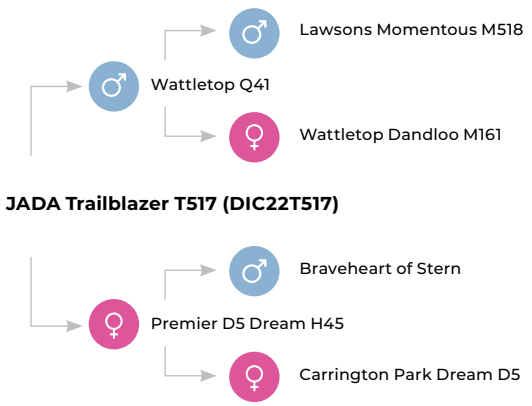 Lawsons Momentous M518
Wattletop Q41
Wattletop Dandloo M161
JADA Trailblazer T517 (DIC22T517)
Braveheart of Stern
Premier D5 Dream H45
Carrington Park Dream D5